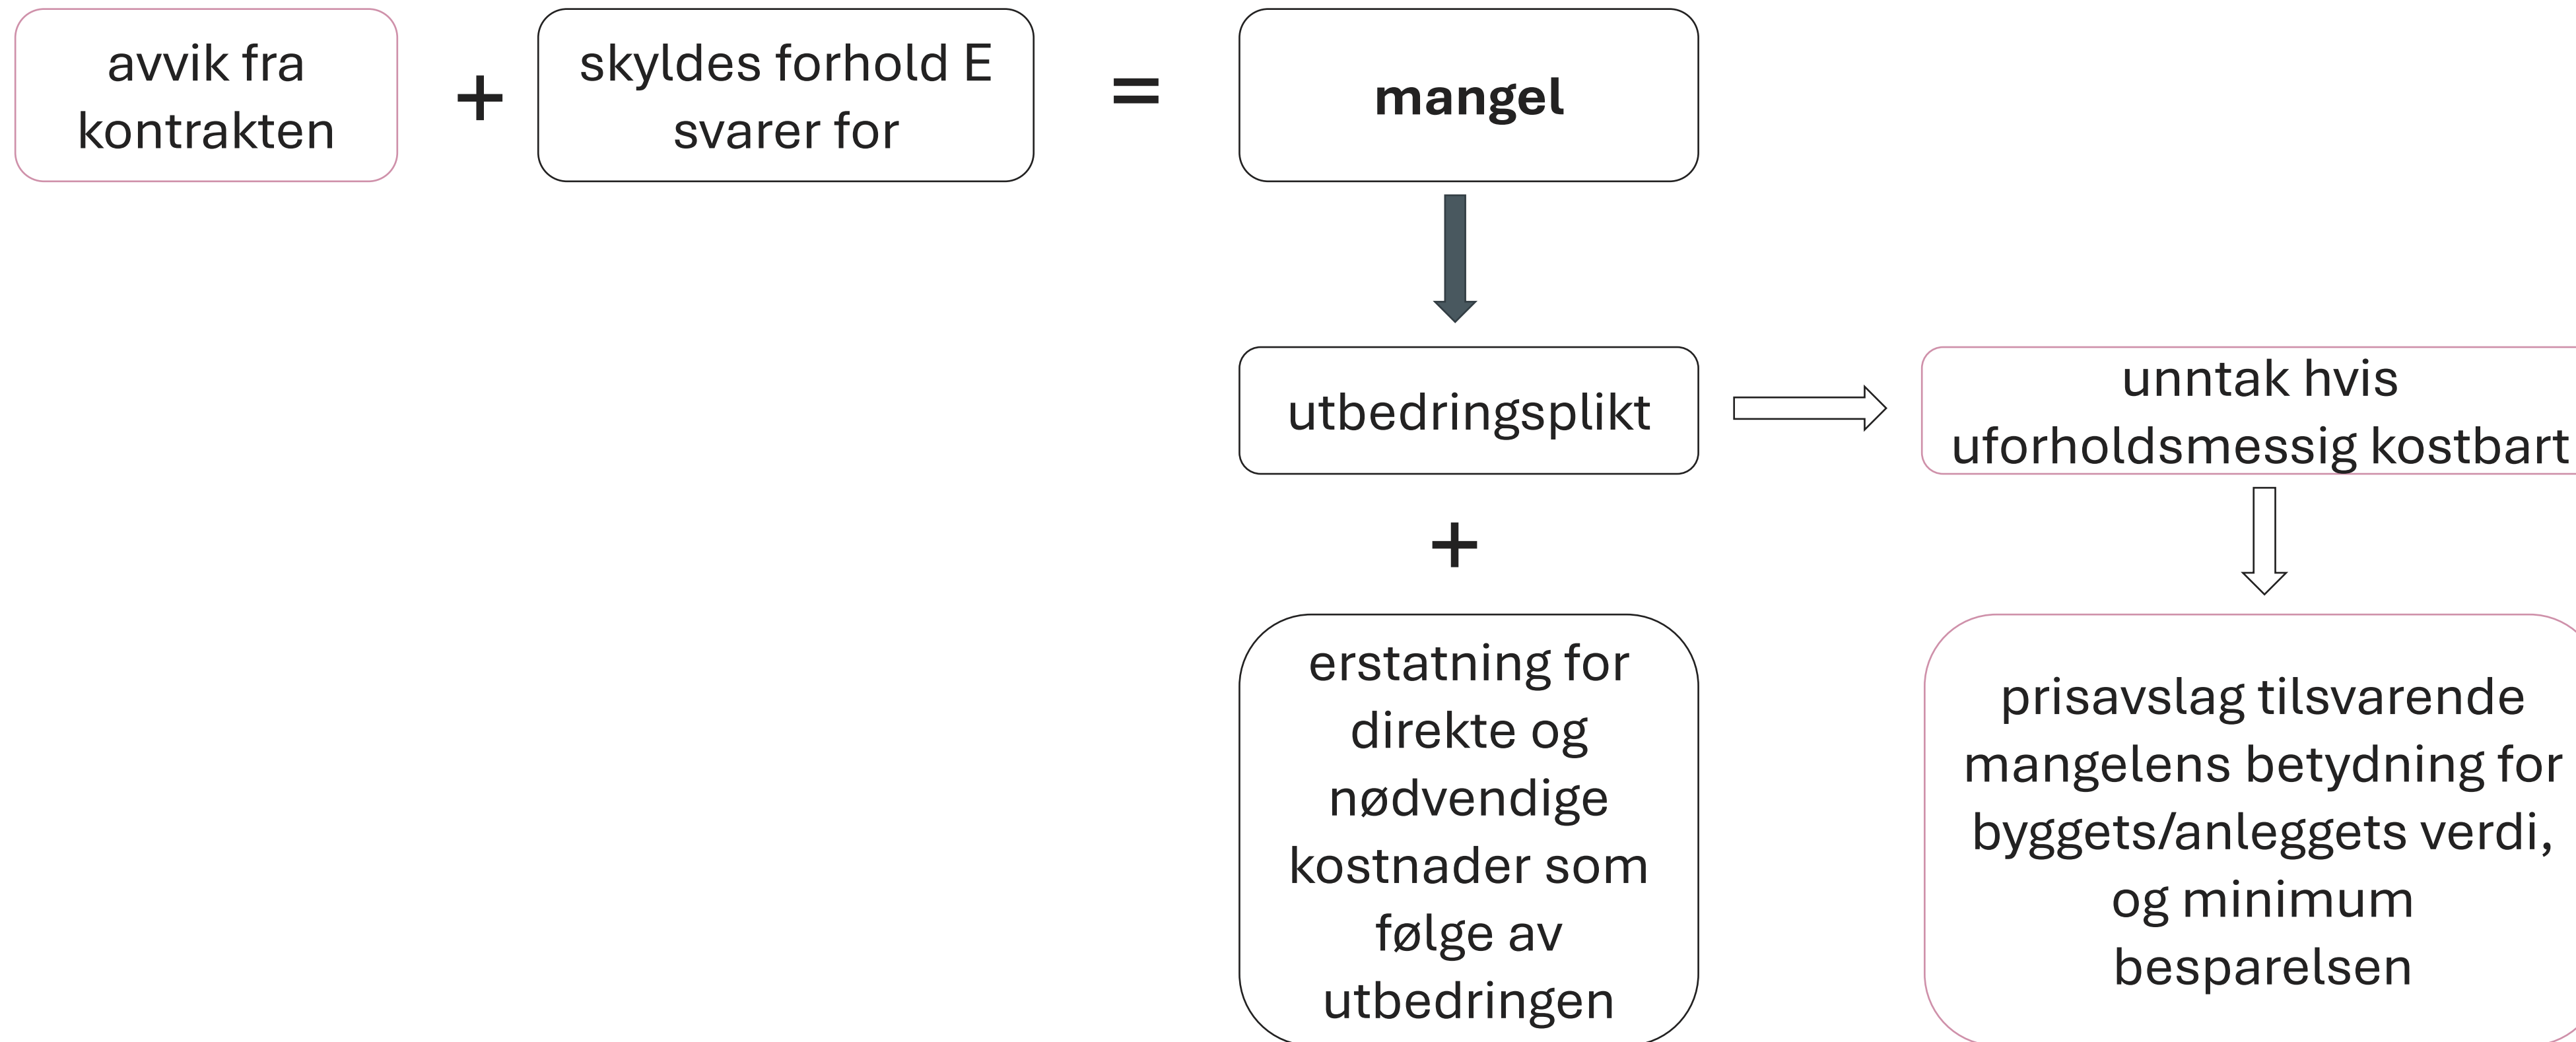 avvik fra
kontrakten
+
skyldes forhold E
svarer for
=
mangel
utbedringsplikt
unntak hvis
uforholdsmessig kostbart
+
erstatning for
direkte og
nødvendige
kostnader som
følge av
utbedringen
prisavslag tilsvarende
mangelens betydning for
byggets/anleggets verdi,
og minimum
besparelsen